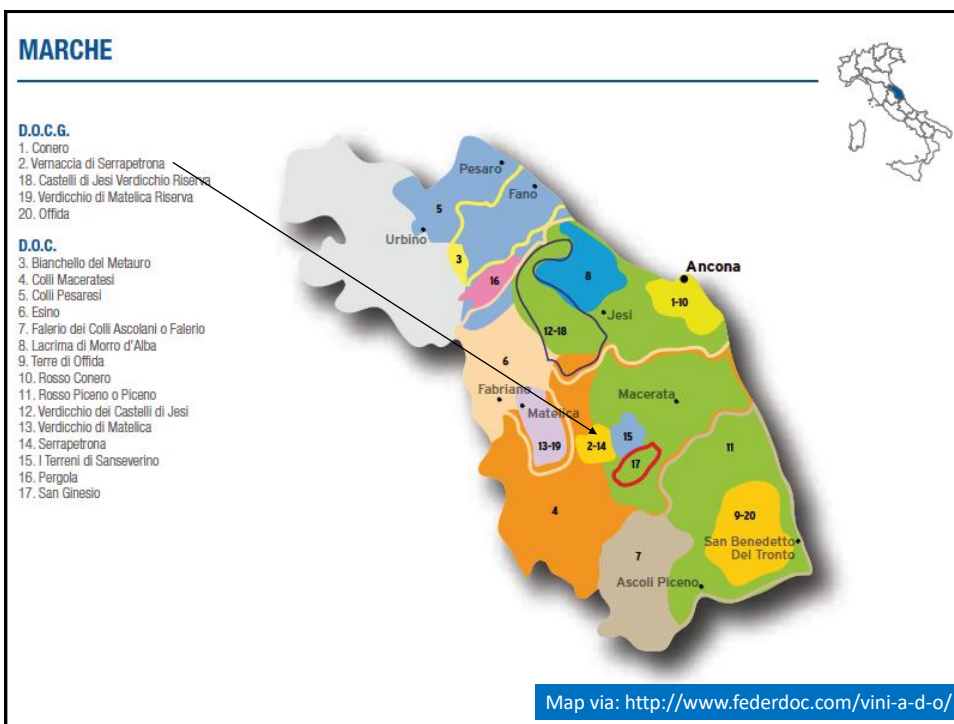 MARCHE
D.O.C.G.
1. Conero
2. Vernaccia di Serrapetrona
18. Castelli di Jesi Verdicchio Riserva
19. Verdicchio di Matelica Riserva
20. Offida
D.O.C.
3. Bianchello del Metauro
4. Colli Maceratesi
5. Colli Pesaresi
6. Esino
7. Falerio dei Colli Ascolani o Falerio
8. Lacrima di Morro d'Alba
9. Terre di Offida
10. Rosso Conero
11. Rosso Piceno o Piceno
12. Verdicchio dei Castelli di Jesi
13. Verdicchio di Matelica
14. Serrapetrona
15. I Terreni di Sanseverino
16. Pergola
17. San Ginesio
Pesaro
Fano
5
Urbino
3
16
8
Ancona
1-10
Jesi
12-18
6
Fabriano
Matelica
Macerata
13-19
2-14
15
11
17
4
9-20
San Benedetto
Del Tronto
7
Ascoli Piceno
Map via: http://www.federdoc.com/vini-a-d-o/